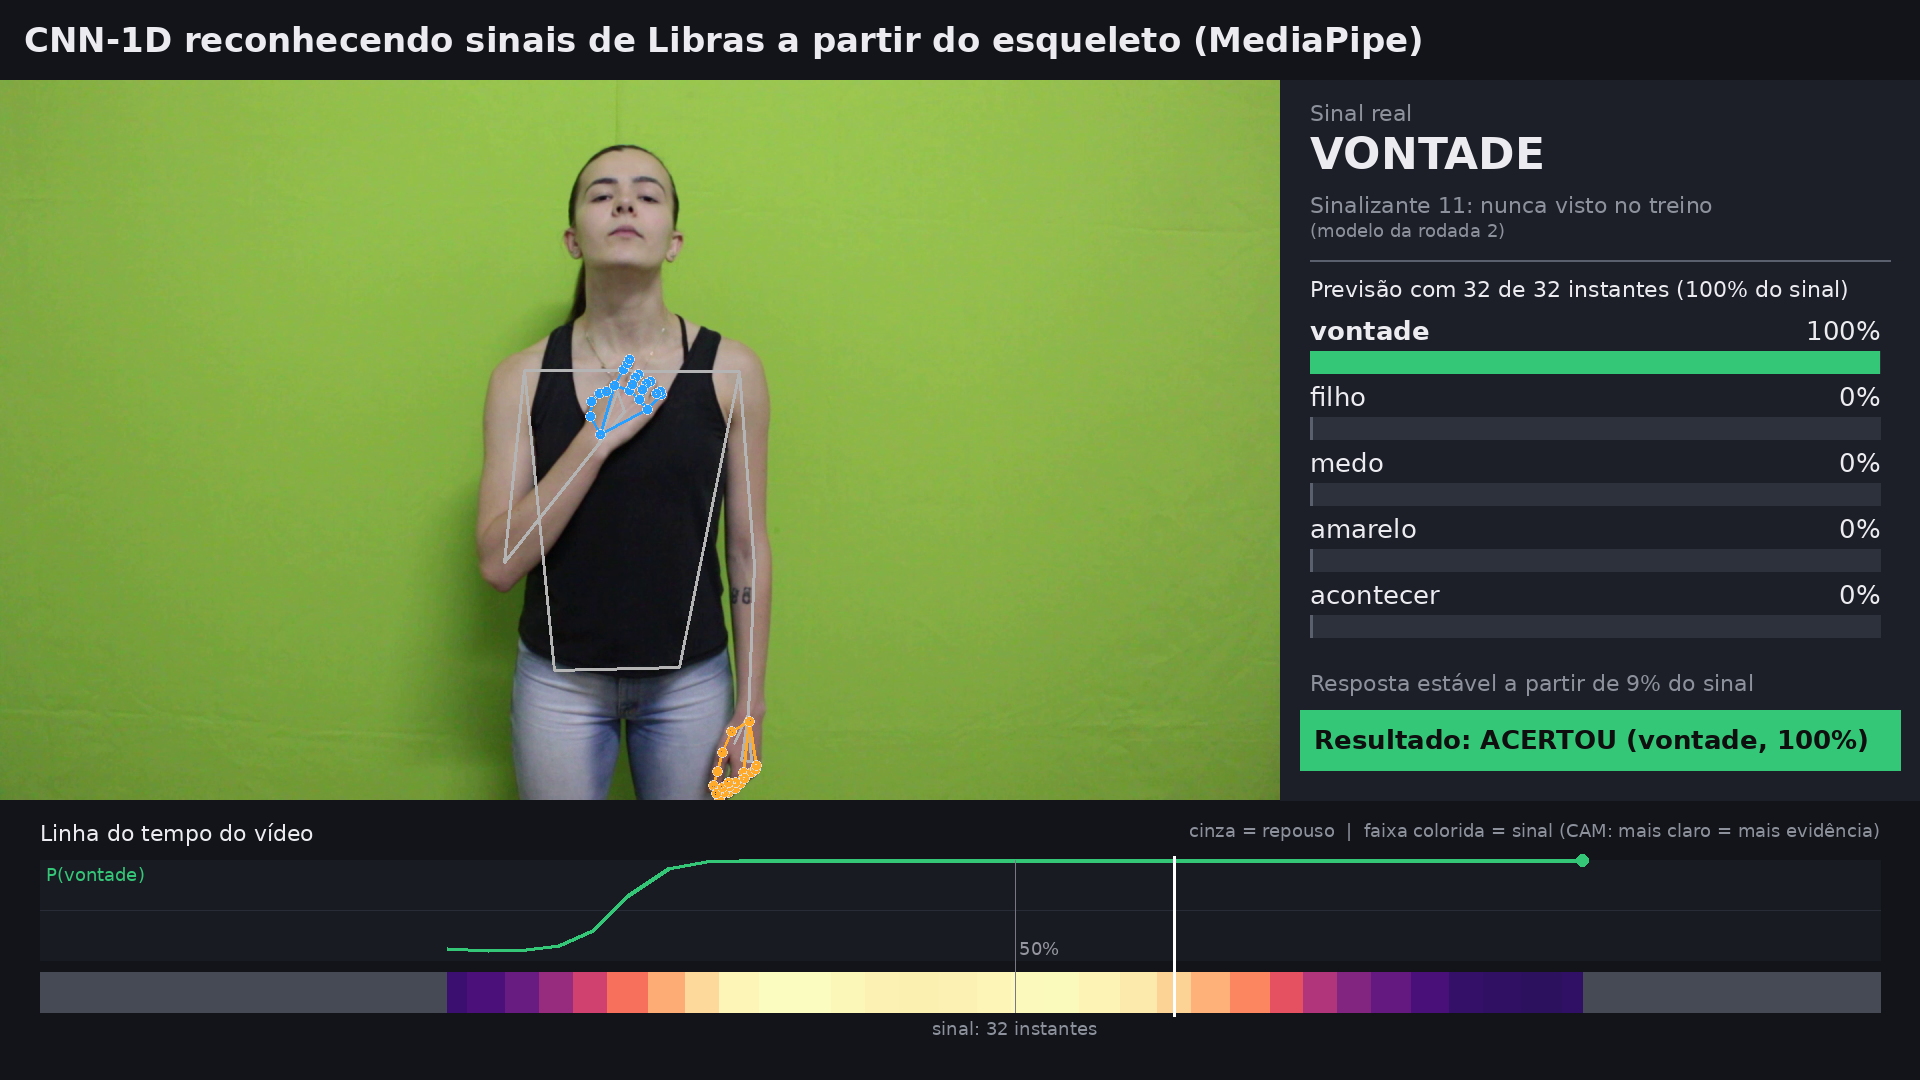 CNN-1D reconhecendo sinais de Libras a partir do esqueleto (MediaPipe)
Sinal real
VONTADE
Sinalizante 11: nunca visto no treino
(modelo da rodada 2)
Previsão com 32 de 32 instantes (100% do sinal)
vontade 100%
filho 0%
medo 0%
amarelo 0%
acontecer 0%
Resposta estável a partir de 9% do sinal
Resultado: ACERTOU (vontade, 100%)
Linha do tempo do vídeo
cinza = repouso | faixa colorida = sinal (CAM: mais claro = mais evidência)
P(vontade)
50%
sinal: 32 instantes